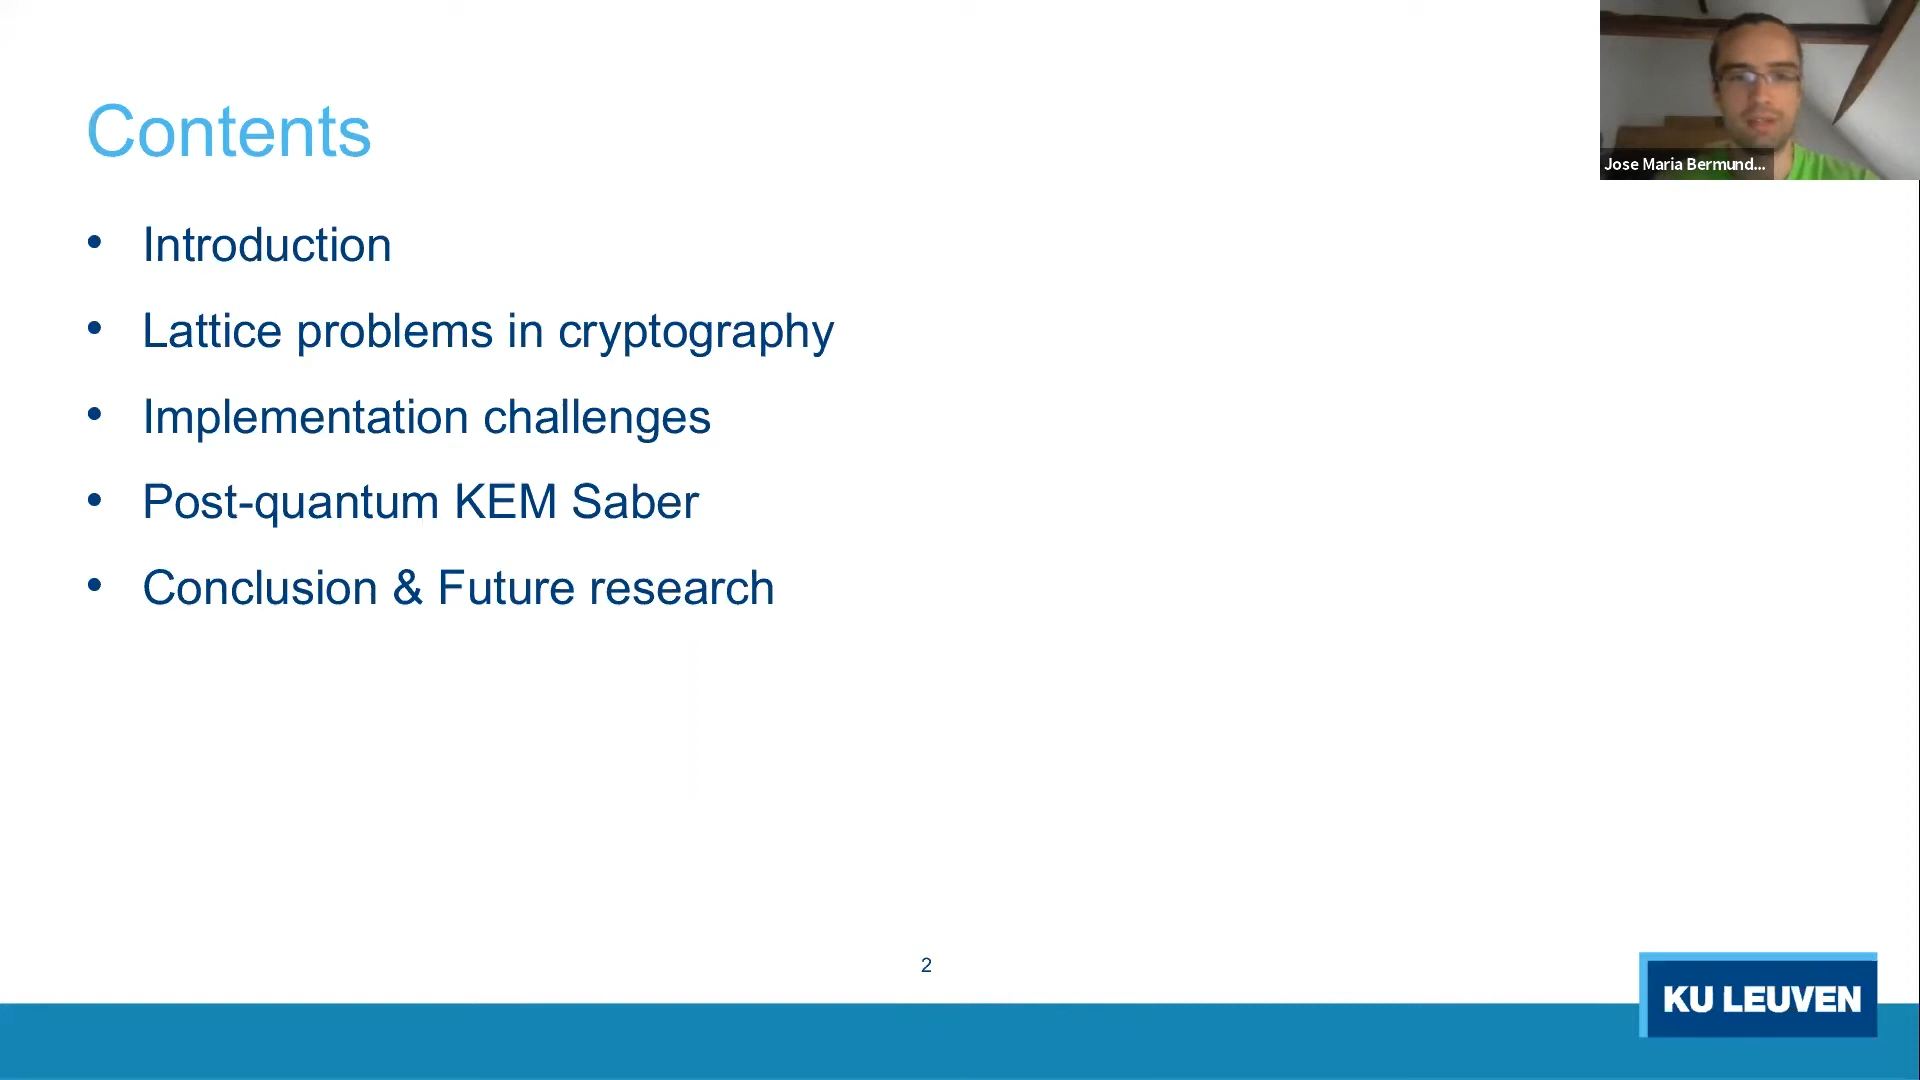 Contents
Jose Maria Bermund...
• Introduction
• Lattice problems in cryptography
• Implementation challenges
• Post-quantum KEM Saber
• Conclusion & Future research
2
KU LEUVEN